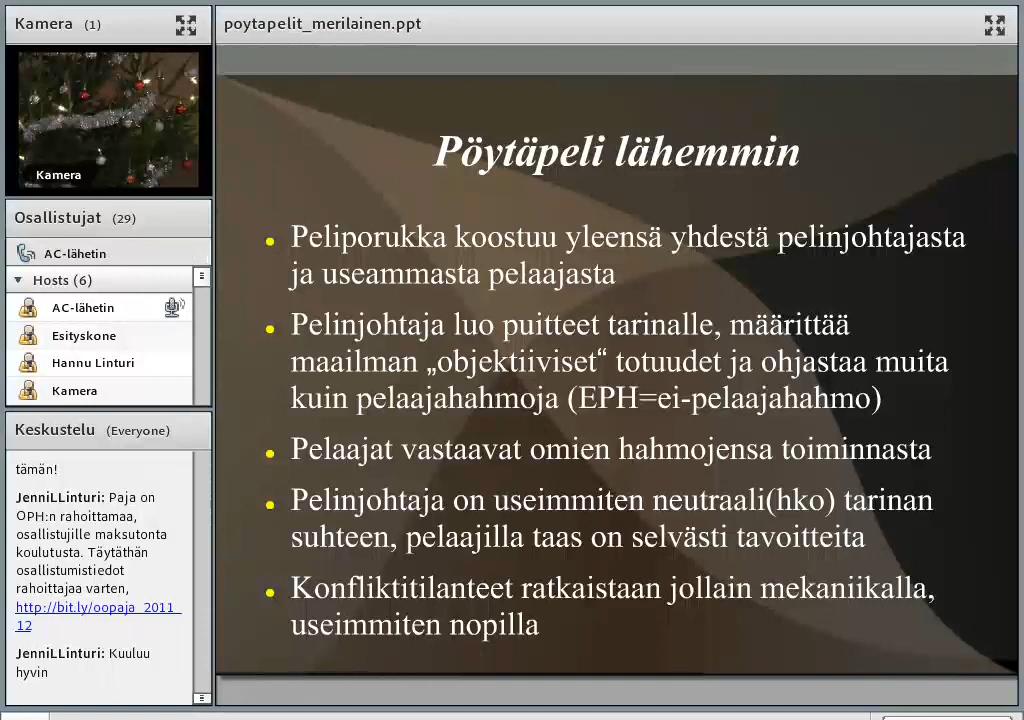 Kamera (1)
Kamera
Osallistujat (29)
AC-lähetin
Hosts (6)
AC-lähetin
Esityskone
Hannu Linturi
Kamera
Keskustelu (Everyone)
tämän!
JenniLLinturi: Paja on
OPH:n rahoittamaa,
osallistujille maksutonta
koulutusta. Täytäthän
osallistumistiedot
rahoittajaa varten,
http://bit.ly/oopaja_2011_
12
JenniLLinturi: Kuuluu
hyvin
poytapelit_merilainen.ppt
Pöytäpeli lähemmin
• Peliporukka koostuu yleensä yhdestä pelinjohtajasta
ja useammasta pelaajasta
• Pelinjohtaja luo puitteet tarinalle, määrittää
maailman „objektiiviset“ totuudet ja ohjastaa muita
kuin pelaajahahmoja (EPH=ei-pelaajahahmo)
• Pelaajat vastaavat omien hahmojensa toiminnasta
• Pelinjohtaja on useimmiten neutraali(hko) tarinan
suhteen, pelaajilla taas on selvästi tavoitteita
• Konfliktitilanteet ratkaistaan jollain mekaniikalla,
useimmiten nopilla